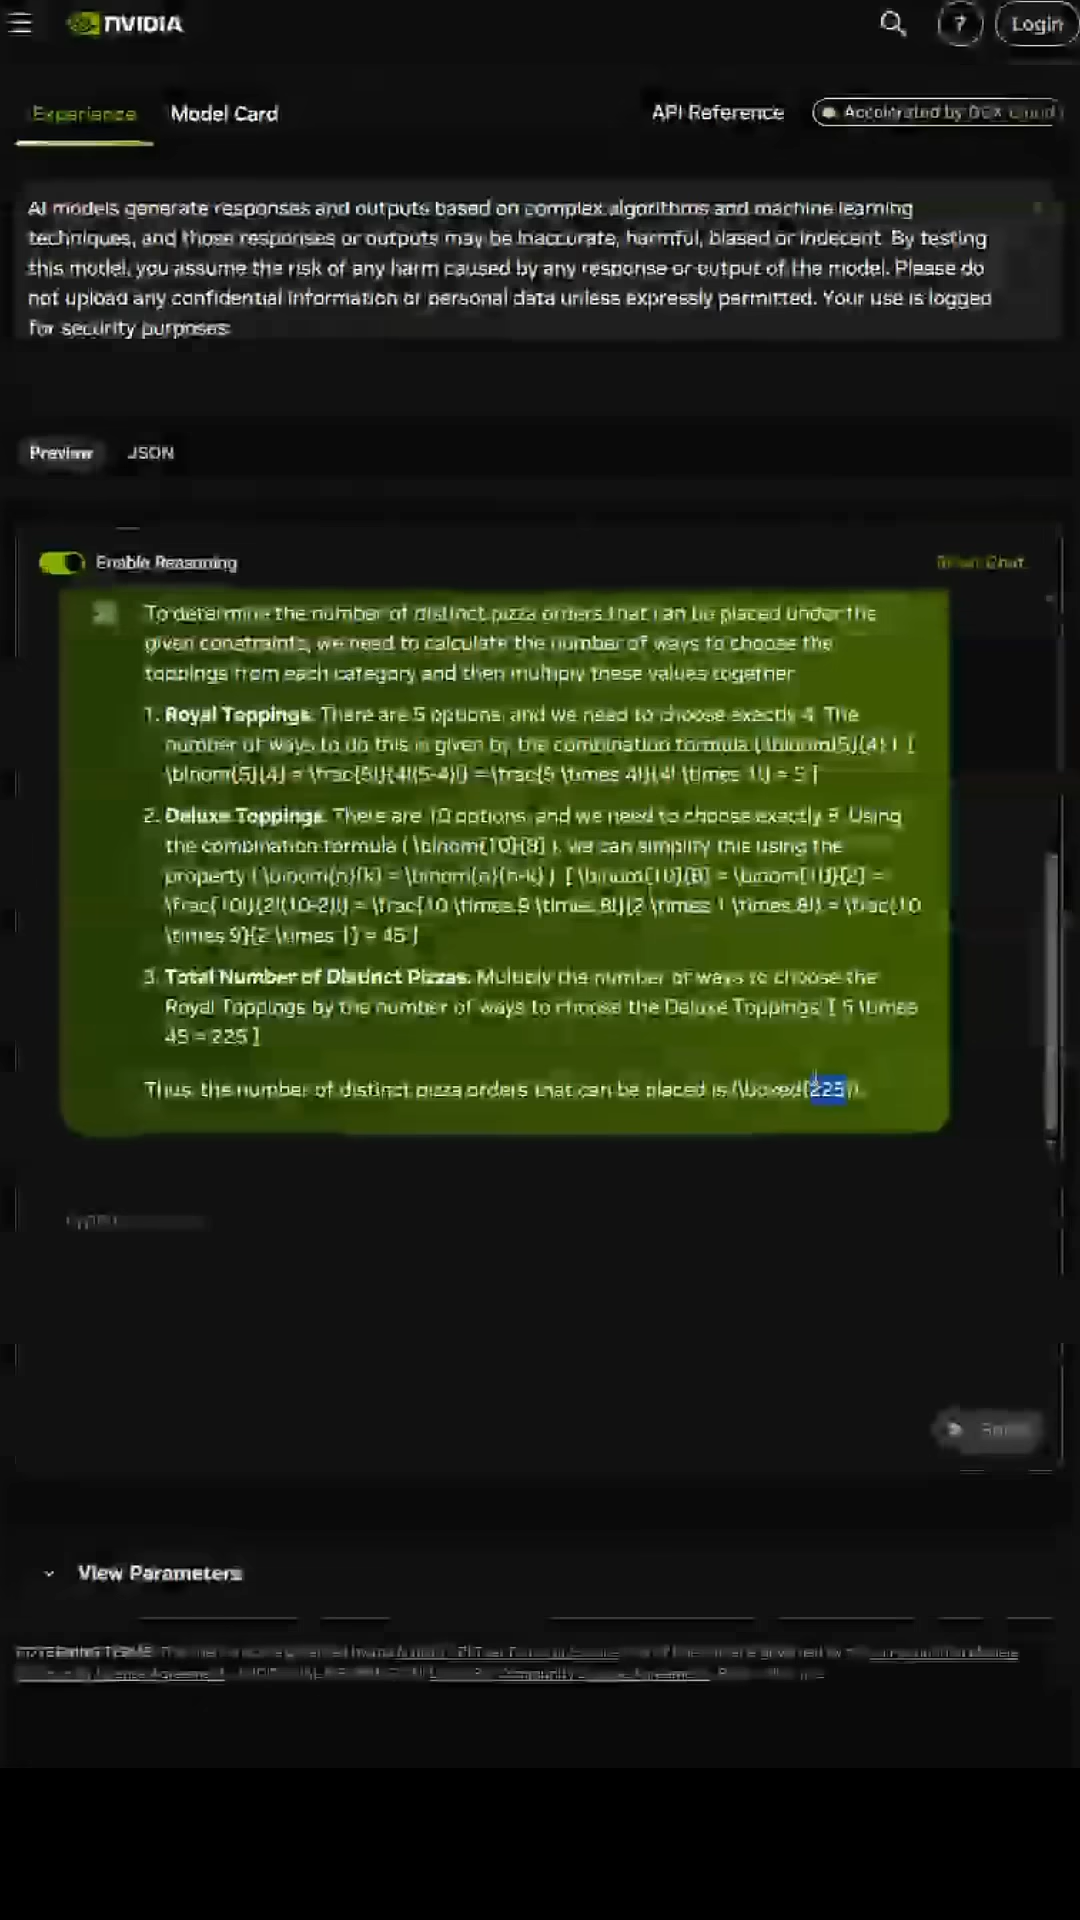 NVIDIA
?
Login
Experience
Model Card
API Reference
Accelerated by DGX Cloud
AI models generate responses and outputs based on complex algorithms and machine learning
techniques, and those responses or outputs may be inaccurate, harmful, biased or indecent. By testing
this model, you assume the risk of any harm caused by any response or output of the model. Please do
not upload any confidential information or personal data unless expressly permitted. Your use is logged
for security purposes.
Preview
JSON
Enable Reasoning
To determine the number of distinct pizza orders that can be placed under the
given constraints, we need to calculate the number of ways to choose the
toppings from each category and then multiply these values together.
1. Royal Toppings: There are 5 options, and we need to choose exactly 4. The
number of ways to do this is given by the combination formula ( \binom{5}{4} ). [
\binom{5}{4} = \frac{5!}{4!(5-4)!} = \frac{5 \times 4!}{4! \times 1!} = 5 ]
2. Deluxe Toppings: There are 10 options, and we need to choose exactly 8. Using
the combination formula ( \binom{10}{8} ), we can simplify this using the
property ( \binom{n}{k} = \binom{n}{n-k} ). [ \binom{10}{8} = \binom{10}{2} =
\frac{10!}{2!(10-2)!} = \frac{10 \times 9 \times 8!}{2 \times 1 \times 8!} = \frac{10
\times 9}{2 \times 1} = 45 ]
3. Total Number of Distinct Pizzas: Multiply the number of ways to choose the
Royal Toppings by the number of ways to choose the Deluxe Toppings: [ 5 \times
45 = 225 ]
Thus, the number of distinct pizza orders that can be placed is (\boxed{225}).
View Parameters